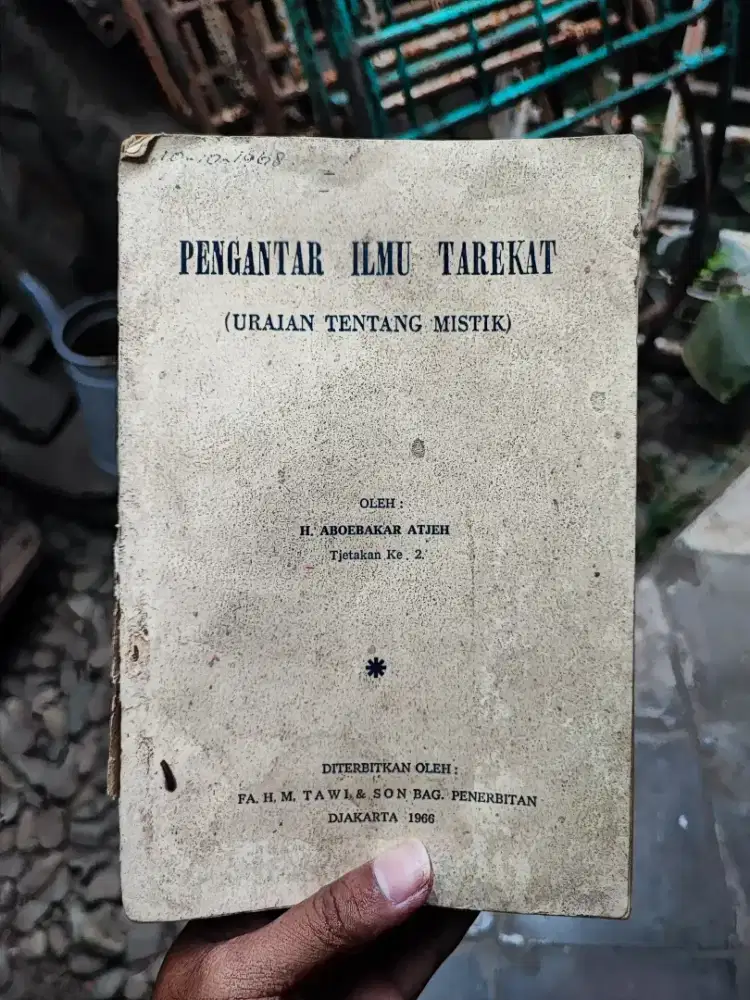 10-10-1968
PENGANTAR ILMU TAREKAT
(URAIAN TENTANG MISTIK)
OLEH :
H. ABOEBAKAR ATJEH
Tjetakan Ke . 2.
DITERBITKAN OLEH :
FA. H. M. TAWI & SON BAG. PENERBITAN
DJAKARTA 1966